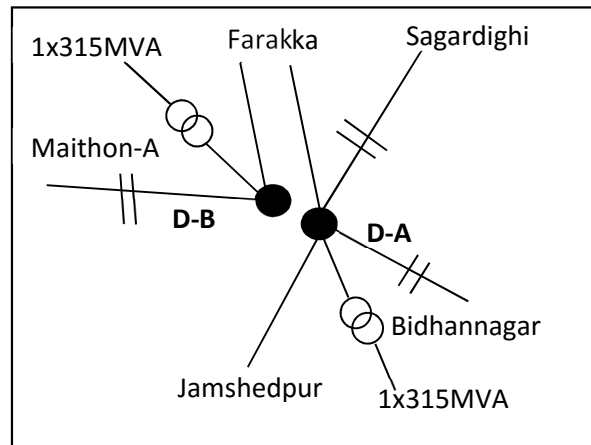 Farakka
Sagardighi
1x315MVA
Maithon-A
D-B
D-A
Bidhannagar
Jamshedpur
1x315MVA